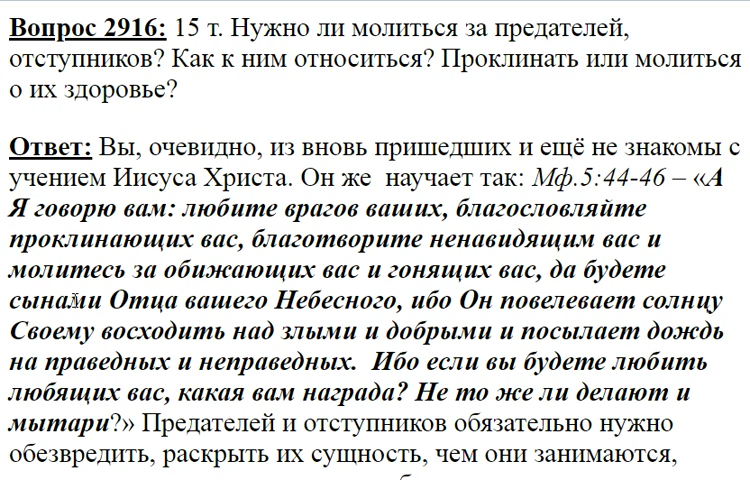 Вопрос 2916: 15 т. Нужно ли молиться за предателей,
отступников? Как к ним относиться? Проклинать или молиться
о их здоровье?
Ответ: Вы, очевидно, из вновь пришедших и ещё не знакомы с
учением Иисуса Христа. Он же научает так: Мф.5:44-46 – «А
Я говорю вам: любите врагов ваших, благословляйте
проклинающих вас, благотворите ненавидящим вас и
молитесь за обижающих вас и гонящих вас, да будете
сынами Отца вашего Небесного, ибо Он повелевает солнцу
Своему восходить над злыми и добрыми и посылает дождь
на праведных и неправедных. Ибо если вы будете любить
любящих вас, какая вам награда? Не то же ли делают и
мытари?» Предателей и отступников обязательно нужно
обезвредить, раскрыть их сущность, чем они занимаются,